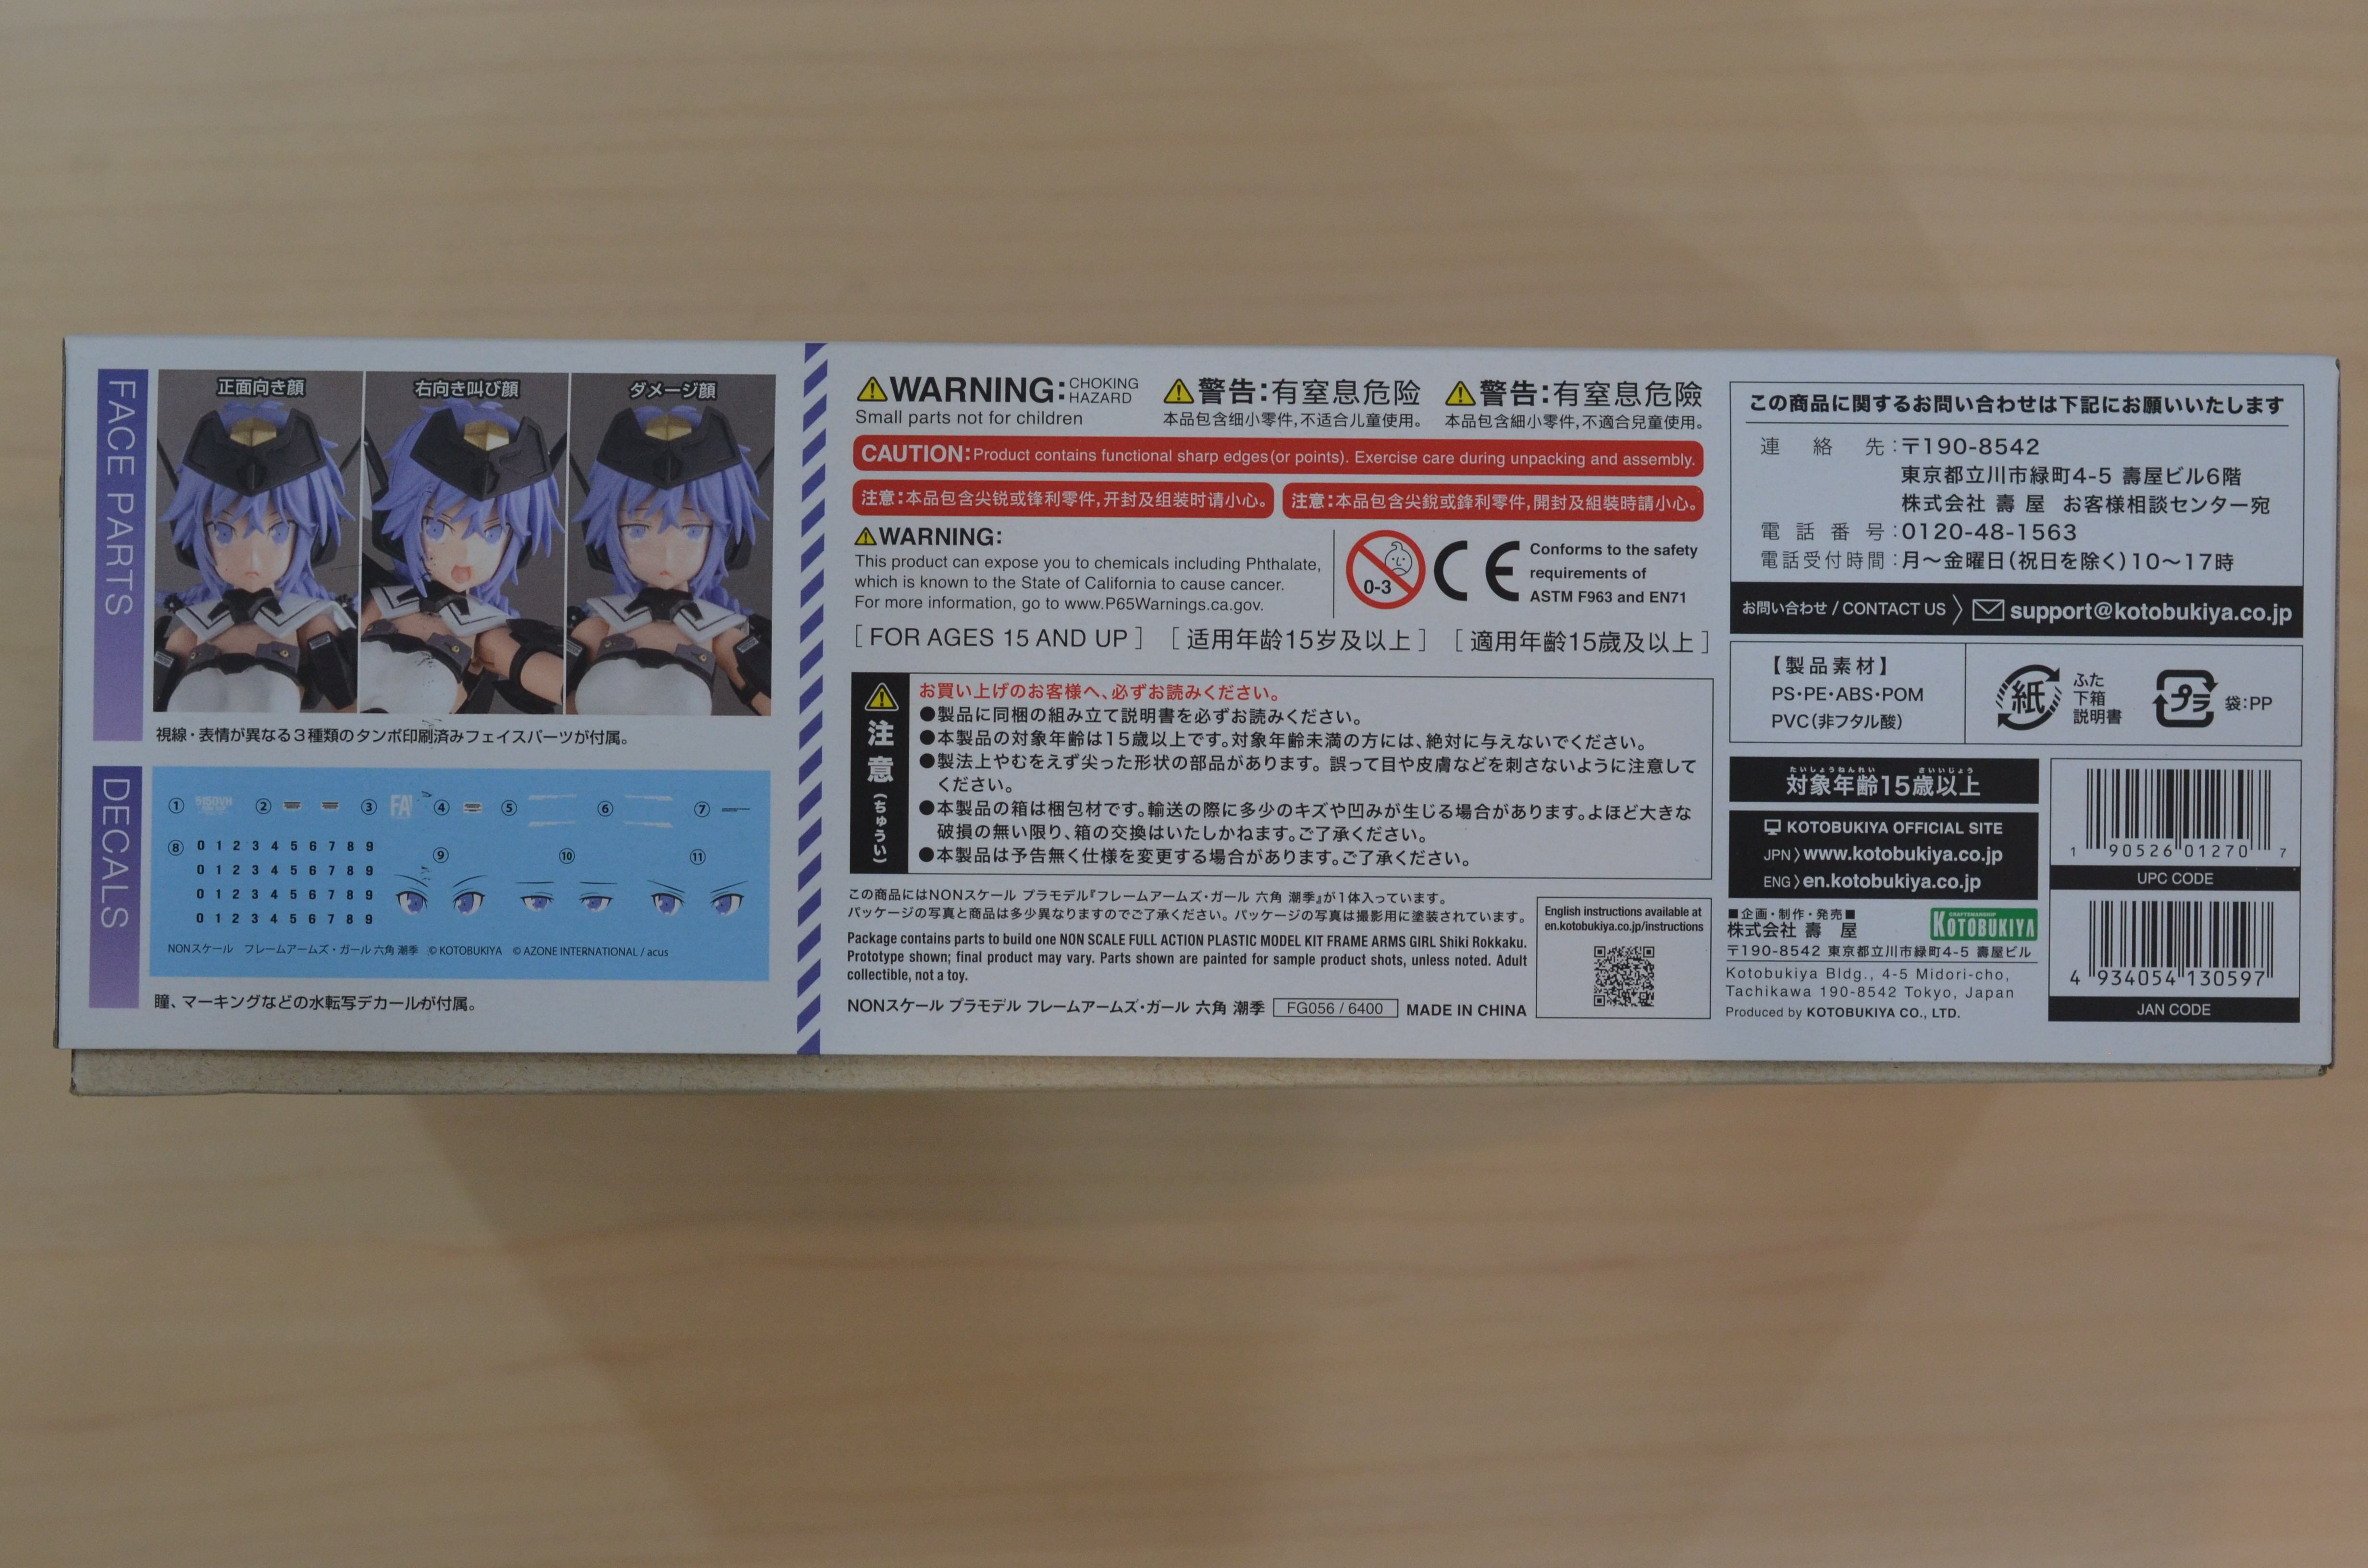 FACE PARTS
正面向き顔
右向き叫び顔
ダメージ顔
視線・表情が異なる3種類のタンポ印刷済みフェイスパーツが付属。
DECALS
① ② ③ FA ④ ⑤ ⑥ ⑦
⑧ 0 1 2 3 4 5 6 7 8 9
0 1 2 3 4 5 6 7 8 9
0 1 2 3 4 5 6 7 8 9
0 1 2 3 4 5 6 7 8 9
⑨ ⑩ ⑪
NONスケール フレームアームズ・ガール 六角 潮季 © KOTOBUKIYA © AZONE INTERNATIONAL / acus
瞳、マーキングなどの水転写デカールが付属。
WARNING: CHOKING HAZARD
Small parts not for children
警告:有窒息危险
本品包含细小零件,不适合儿童使用。
警告:有窒息危險
本品包含細小零件,不適合兒童使用。
CAUTION:Product contains functional sharp edges(or points). Exercise care during unpacking and assembly.
注意:本品包含尖锐或锋利零件,开封及组装时请小心。
注意:本品包含尖銳或鋒利零件,開封及組裝時請小心。
WARNING:
This product can expose you to chemicals including Phthalate,
which is known to the State of California to cause cancer.
For more information, go to www.P65Warnings.ca.gov.
0-3
CE
Conforms to the safety
requirements of
ASTM F963 and EN71
[ FOR AGES 15 AND UP ] [ 适用年龄15岁及以上 ] [ 適用年齡15歲及以上 ]
注意(ちゅうい)
お買い上げのお客様へ、必ずお読みください。
●製品に同梱の組み立て説明書を必ずお読みください。
●本製品の対象年齢は15歳以上です。対象年齢未満の方には、絶対に与えないでください。
●製法上やむをえず尖った形状の部品があります。誤って目や皮膚などを刺さないように注意して
ください。
●本製品の箱は梱包材です。輸送の際に多少のキズや凹みが生じる場合があります。よほど大きな
破損の無い限り、箱の交換はいたしかねます。ご了承ください。
●本製品は予告無く仕様を変更する場合があります。ご了承ください。
この商品にはNONスケール プラモデル『フレームアームズ・ガール 六角 潮季』が1体入っています。
パッケージの写真と商品は多少異なりますのでご了承ください。パッケージの写真は撮影用に塗装されています。
Package contains parts to build one NON SCALE FULL ACTION PLASTIC MODEL KIT FRAME ARMS GIRL Shiki Rokkaku.
Prototype shown; final product may vary. Parts shown are painted for sample product shots, unless noted. Adult
collectible, not a toy.
NONスケール プラモデル フレームアームズ・ガール 六角 潮季 FG056 / 6400 MADE IN CHINA
English instructions available at
en.kotobukiya.co.jp/instructions
この商品に関するお問い合わせは下記にお願いいたします
連絡先:〒190-8542
東京都立川市緑町4-5 壽屋ビル6階
株式会社 壽屋 お客様相談センター宛
電話番号:0120-48-1563
電話受付時間:月〜金曜日(祝日を除く)10〜17時
お問い合わせ / CONTACT US support@kotobukiya.co.jp
【製品素材】
PS・PE・ABS・POM
PVC(非フタル酸)
紙
ふた
下箱
説明書
プラ
袋:PP
たいしょうねんれい さいいじょう
対象年齢15歳以上
KOTOBUKIYA OFFICIAL SITE
JPN〉www.kotobukiya.co.jp
ENG〉en.kotobukiya.co.jp
■企画・制作・発売■
株式会社 壽 屋
CRAFTSMANSHIP
KOTOBUKIYA
〒190-8542 東京都立川市緑町4-5 壽屋ビル
Kotobukiya Bldg., 4-5 Midori-cho,
Tachikawa 190-8542 Tokyo, Japan
Produced by KOTOBUKIYA CO., LTD.
1 90526 01270 7
UPC CODE
4 934054 130597
JAN CODE